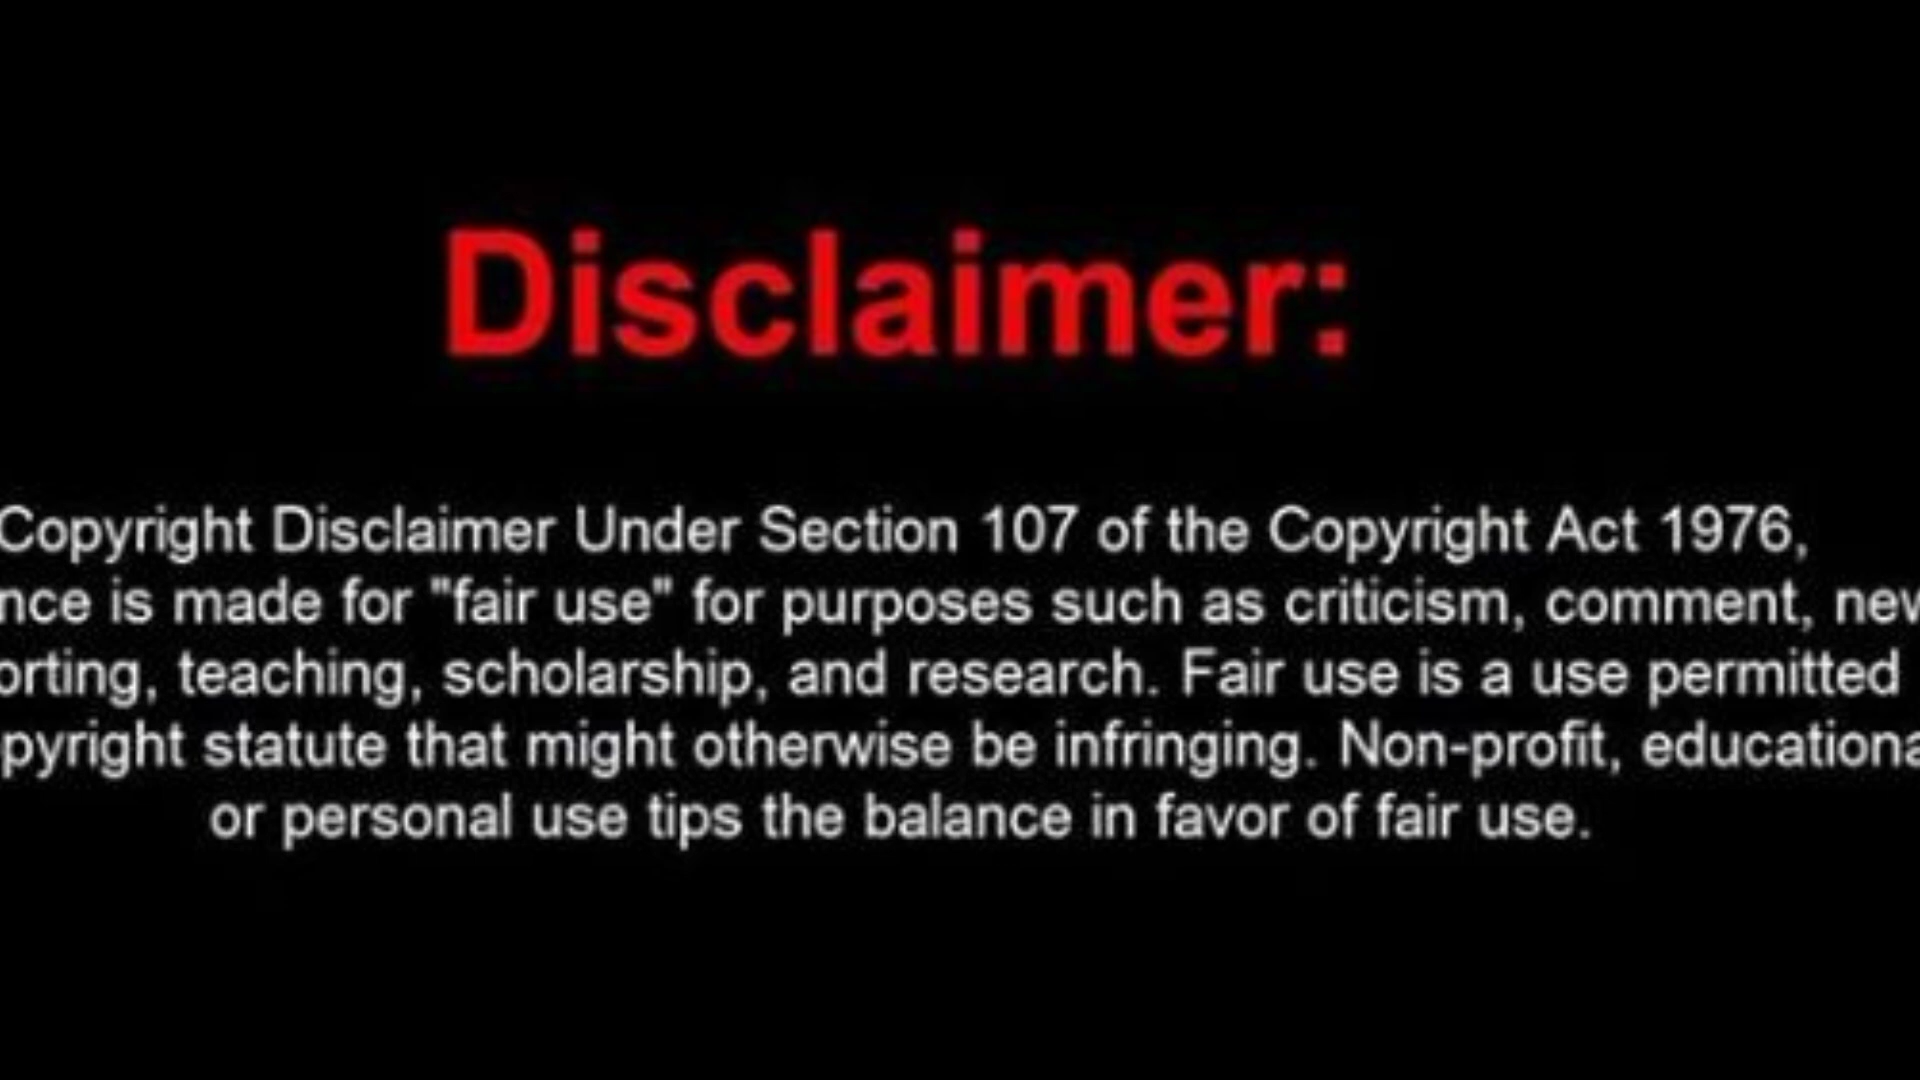 Disclaimer:
Copyright Disclaimer Under Section 107 of the Copyright Act 1976,
nce is made for "fair use" for purposes such as criticism, comment, new
orting, teaching, scholarship, and research. Fair use is a use permitted
pyright statute that might otherwise be infringing. Non-profit, educationa
or personal use tips the balance in favor of fair use.